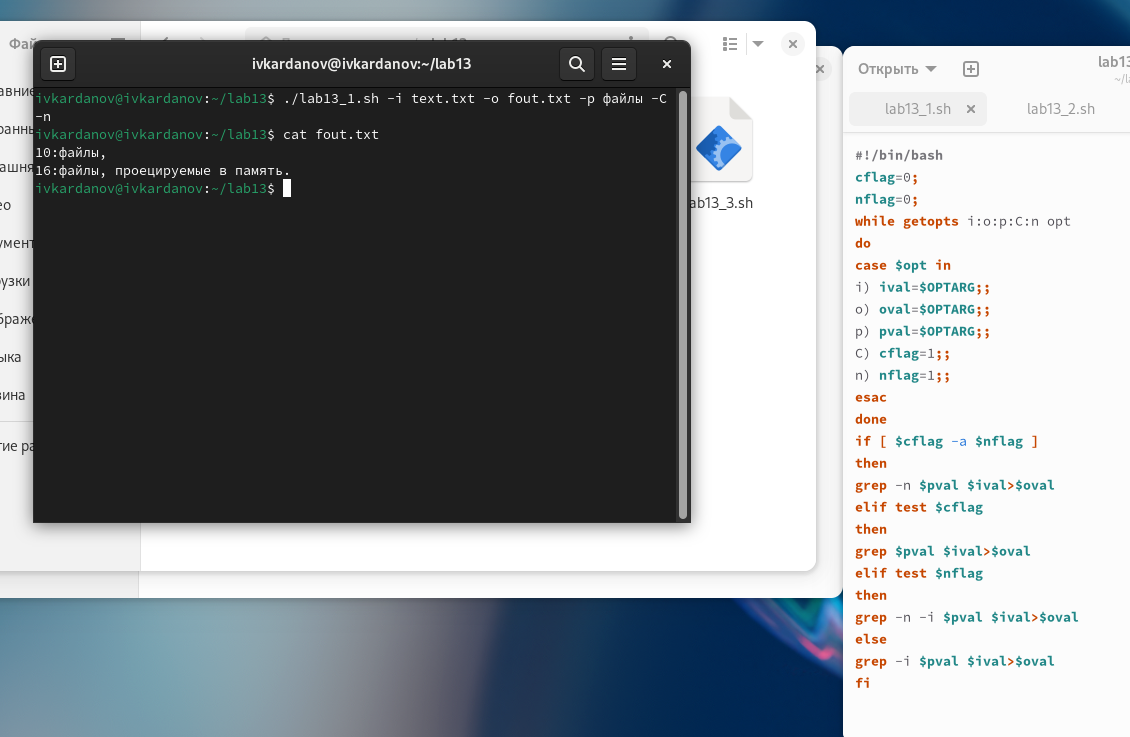 ivkardanov@ivkardanov:~/lab13
ivkardanov@ivkardanov:~/lab13$ ./lab13_1.sh -i text.txt -o fout.txt -p файлы -C
-n
ivkardanov@ivkardanov:~/lab13$ cat fout.txt
10:файлы,
16:файлы, проецируемые в память.
ivkardanov@ivkardanov:~/lab13$
ab13_3.sh
Открыть
lab13
~/l
lab13_1.sh
lab13_2.sh
#!/bin/bash
cflag=0;
nflag=0;
while getopts i:o:p:C:n opt
do
case $opt in
i) ival=$OPTARG;;
o) oval=$OPTARG;;
p) pval=$OPTARG;;
C) cflag=1;;
n) nflag=1;;
esac
done
if [ $cflag -a $nflag ]
then
grep -n $pval $ival>$oval
elif test $cflag
then
grep $pval $ival>$oval
elif test $nflag
then
grep -n -i $pval $ival>$oval
else
grep -i $pval $ival>$oval
fi